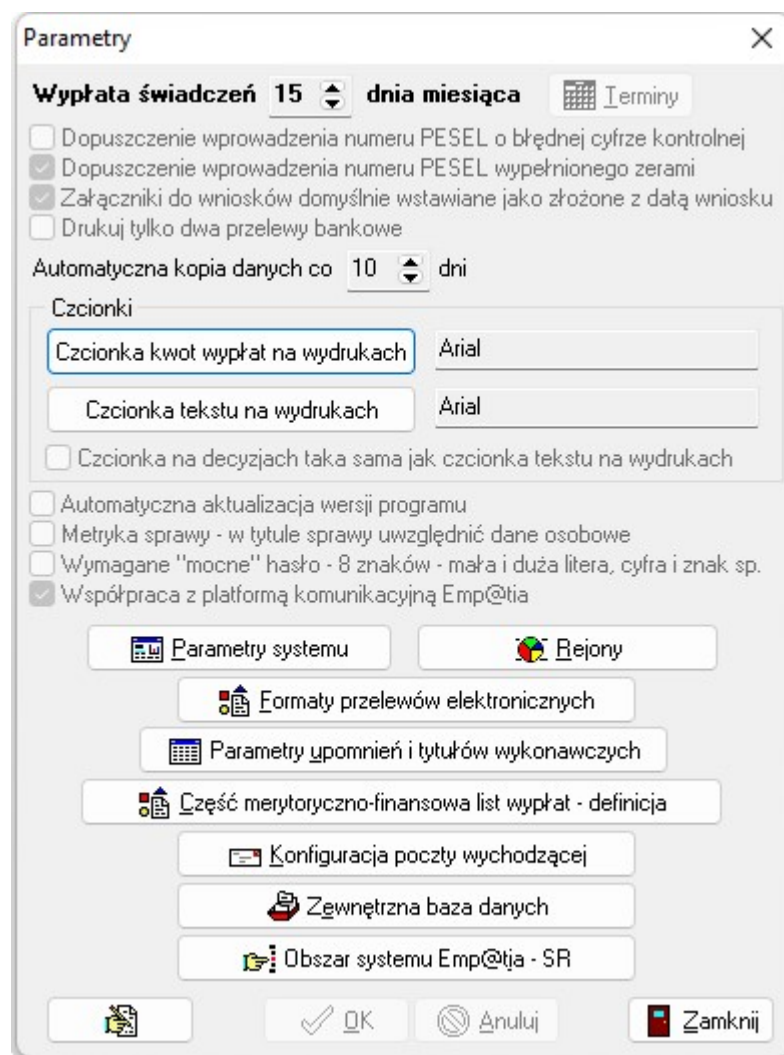 Parametry
Wypłata świadczeń 15 dnia miesiąca Terminy
Dopuszczenie wprowadzenia numeru PESEL o błędnej cyfrze kontrolnej
Dopuszczenie wprowadzenia numeru PESEL wypełnionego zerami
Załączniki do wniosków domyślnie wstawiane jako złożone z datą wniosku
Drukuj tylko dwa przelewy bankowe
Automatyczna kopia danych co 10 dni
Czcionki
Czcionka kwot wypłat na wydrukach Arial
Czcionka tekstu na wydrukach Arial
Czcionka na decyzjach taka sama jak czcionka tekstu na wydrukach
Automatyczna aktualizacja wersji programu
Metryka sprawy - w tytule sprawy uwzględnić dane osobowe
Wymagane "mocne" hasło - 8 znaków - mała i duża litera, cyfra i znak sp.
Współpraca z platformą komunikacyjną Emp@tia
Parametry systemu Rejony
Formaty przelewów elektronicznych
Parametry upomnień i tytułów wykonawczych
Część merytoryczno-finansowa list wypłat - definicja
Konfiguracja poczty wychodzącej
Zewnętrzna baza danych
Obszar systemu Emp@tia - SR
OK Anuluj Zamknij